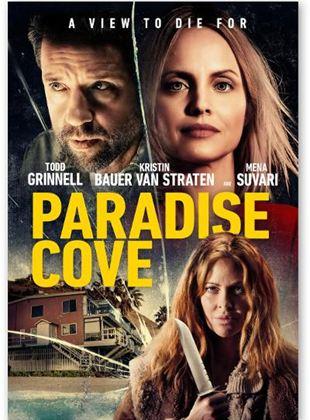 A VIEW TO DIE FOR
TODD GRINNELL
KRISTIN BAUER VAN STRATEN
AND MENA SUVARI
PARADISE
COVE